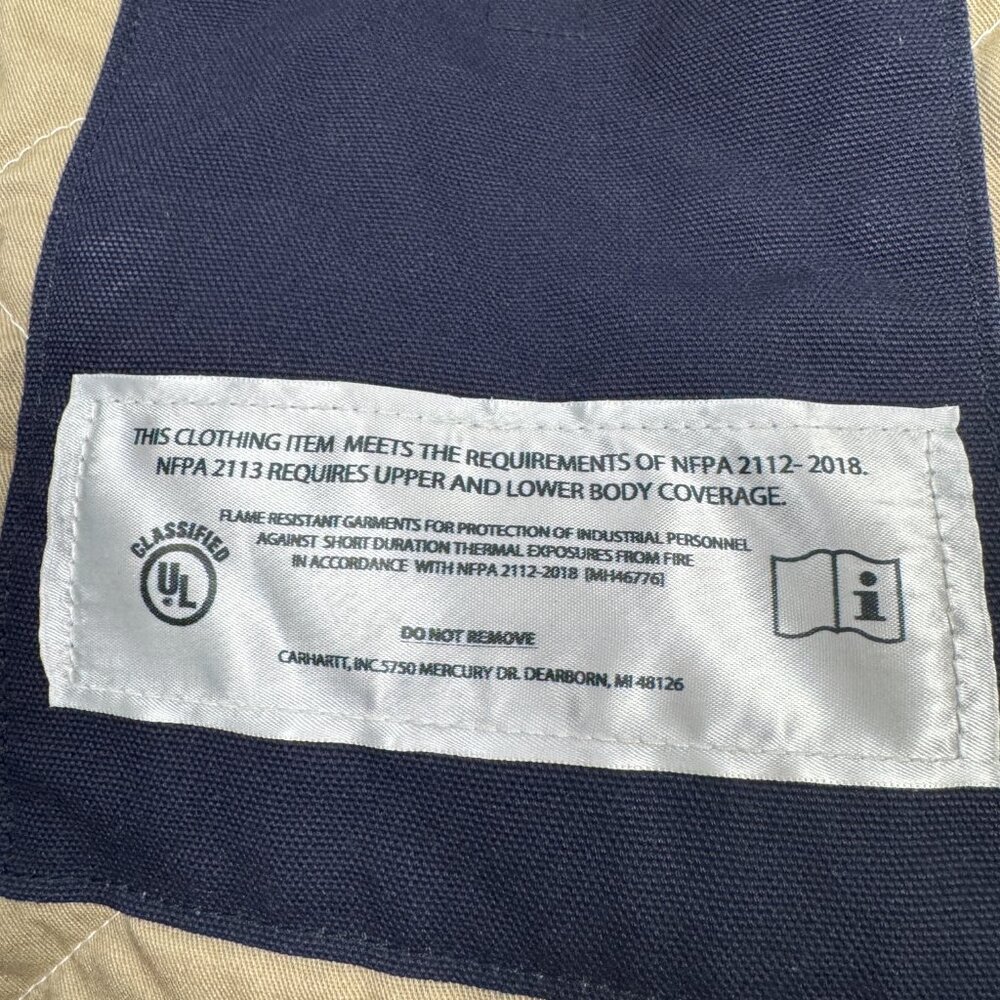 THIS CLOTHING ITEM MEETS THE REQUIREMENTS OF NFPA 2112- 2018.
NFPA 2113 REQUIRES UPPER AND LOWER BODY COVERAGE.
FLAME RESISTANT GARMENTS FOR PROTECTION OF INDUSTRIAL PERSONNEL
AGAINST SHORT DURATION THERMAL EXPOSURES FROM FIRE
IN ACCORDANCE WITH NFPA 2112-2018 [MH46776]
CLASSIFIED
UL
®
i
DO NOT REMOVE
CARHARTT, INC.5750 MERCURY DR. DEARBORN, MI 48126